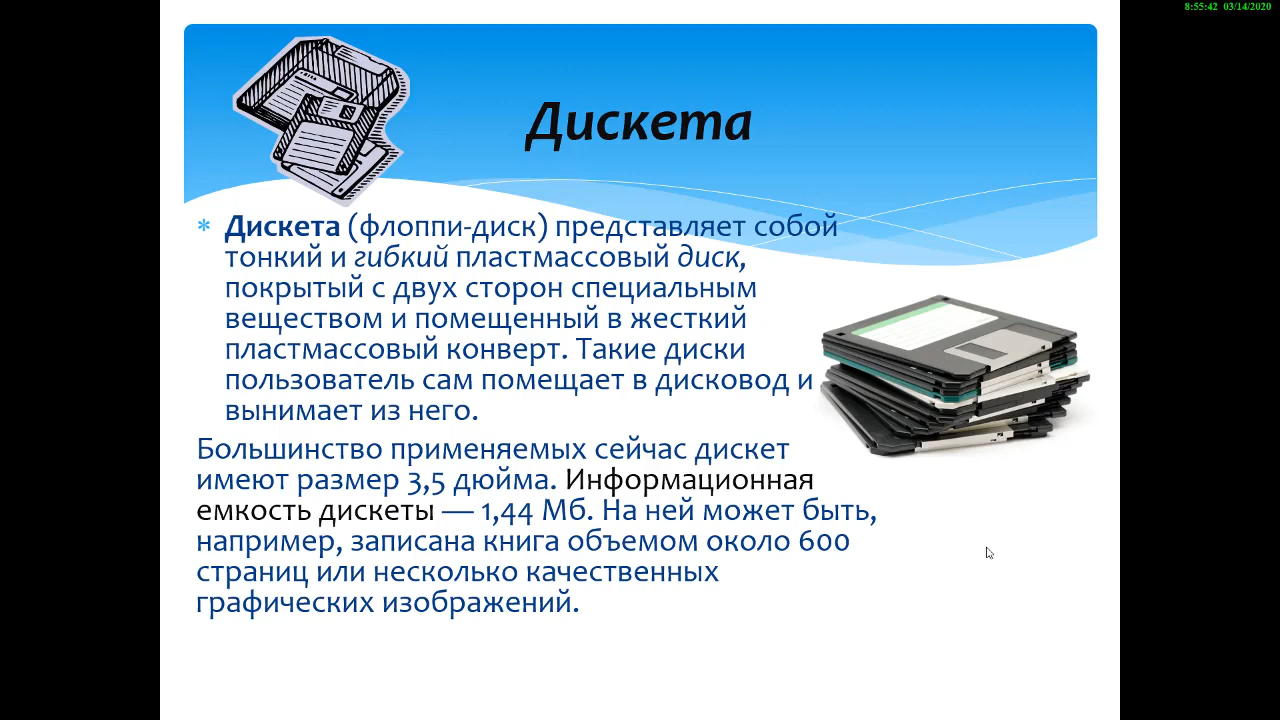 8:55:42 03/14/2020
Дискета
* Дискета (флоппи-диск) представляет собой
тонкий и гибкий пластмассовый диск,
покрытый с двух сторон специальным
веществом и помещенный в жесткий
пластмассовый конверт. Такие диски
пользователь сам помещает в дисковод и
вынимает из него.
Большинство применяемых сейчас дискет
имеют размер 3,5 дюйма. Информационная
емкость дискеты — 1,44 Мб. На ней может быть,
например, записана книга объемом около 600
страниц или несколько качественных
графических изображений.